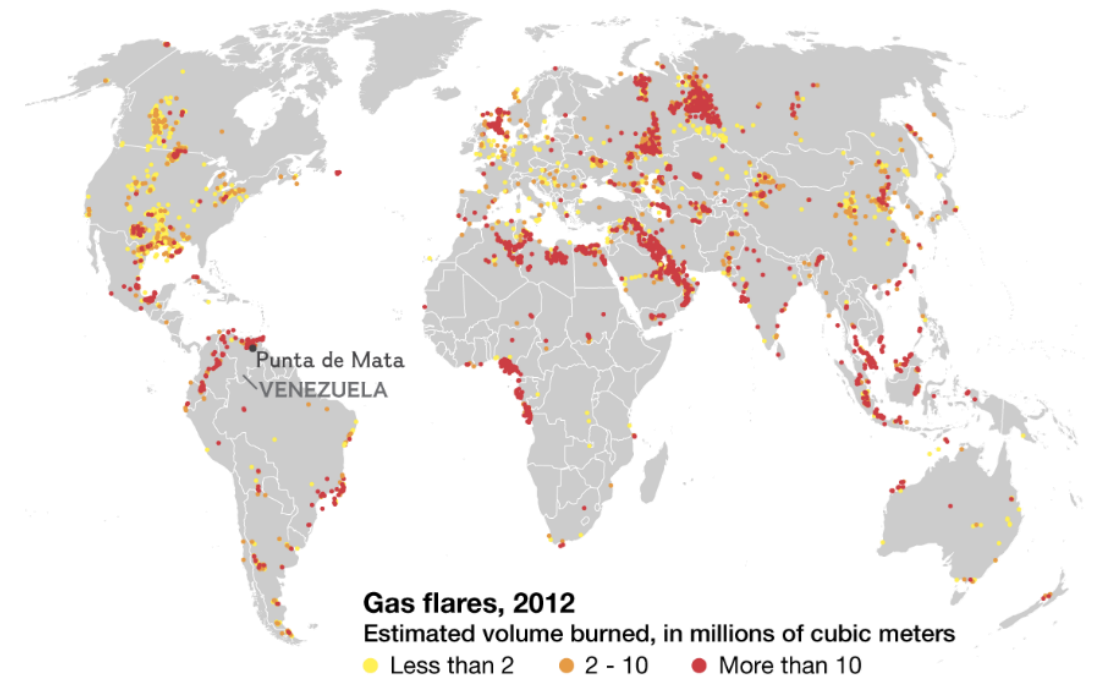 Punta de Mata
VENEZUELA
Gas flares, 2012
Estimated volume burned, in millions of cubic meters
Less than 2 2 - 10 More than 10